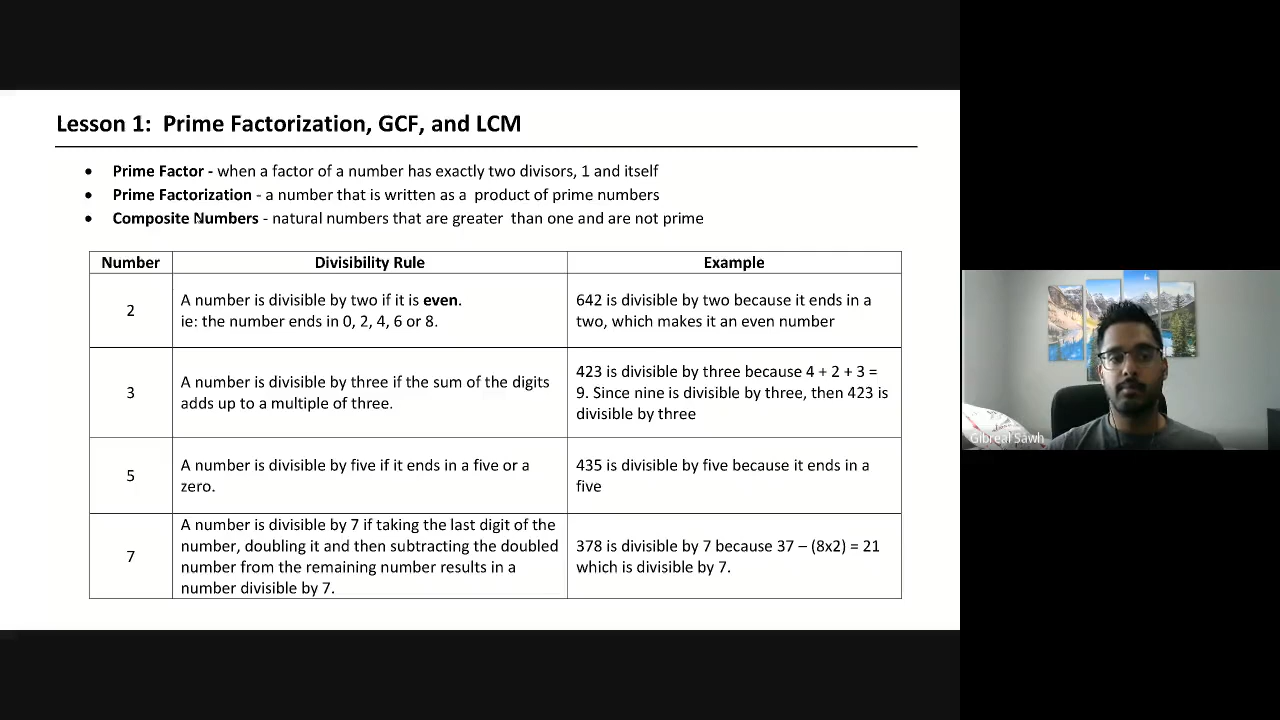 Lesson 1:  Prime Factorization, GCF, and LCM
• Prime Factor - when a factor of a number has exactly two divisors, 1 and itself
• Prime Factorization - a number that is written as a  product of prime numbers
• Composite Numbers - natural numbers that are greater  than one and are not prime
Number
Divisibility Rule
Example
2
A number is divisible by two if it is even.
ie: the number ends in 0, 2, 4, 6 or 8.
642 is divisible by two because it ends in a
two, which makes it an even number
3
A number is divisible by three if the sum of the digits
adds up to a multiple of three.
423 is divisible by three because 4 + 2 + 3 =
9. Since nine is divisible by three, then 423 is
divisible by three
5
A number is divisible by five if it ends in a five or a
zero.
435 is divisible by five because it ends in a
five
7
A number is divisible by 7 if taking the last digit of the
number, doubling it and then subtracting the doubled
number from the remaining number results in a
number divisible by 7.
378 is divisible by 7 because 37 – (8x2) = 21
which is divisible by 7.
Gibreal Sawh